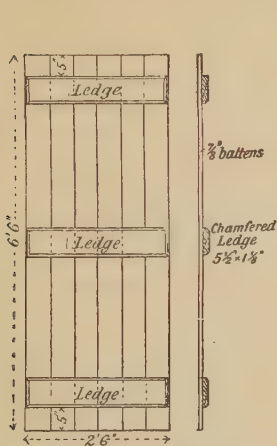 5"
Ledge
7/8" battens
6'6"
Ledge
Chamfered
Ledge
5½" × 1⅛"
Ledge
5"
2'6"